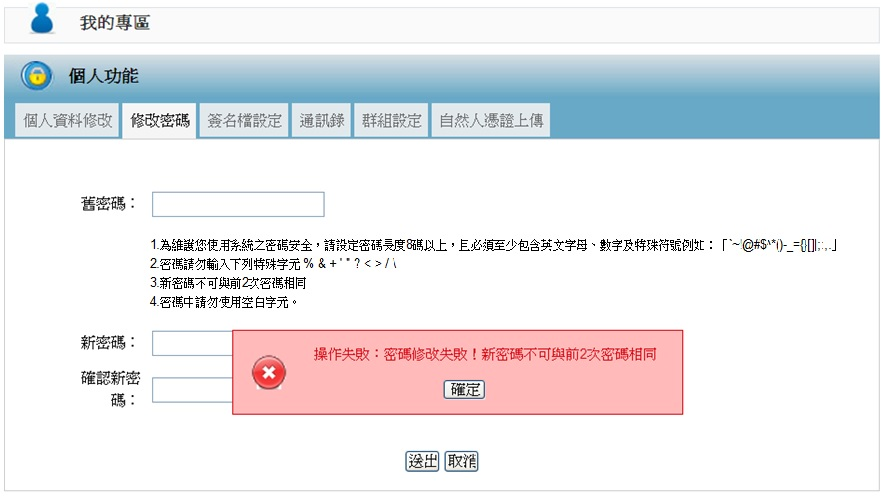 我的專區
個人功能
個人資料修改 修改密碼 簽名檔設定 通訊錄 群組設定 自然人憑證上傳
舊密碼：
1.為維護您使用系統之密碼安全，請設定密碼長度8碼以上，且必須至少包含英文字母、數字及特殊符號例如：「`~!@#$^*()-_={}[]|;:,.」
2.密碼請勿輸入下列特殊字元 % & + ' " ? < > / \
3.新密碼不可與前2次密碼相同
4.密碼中請勿使用空白字元。
新密碼：
操作失敗：密碼修改失敗！新密碼不可與前2次密碼相同
確定
確認新密
碼：
送出 取消